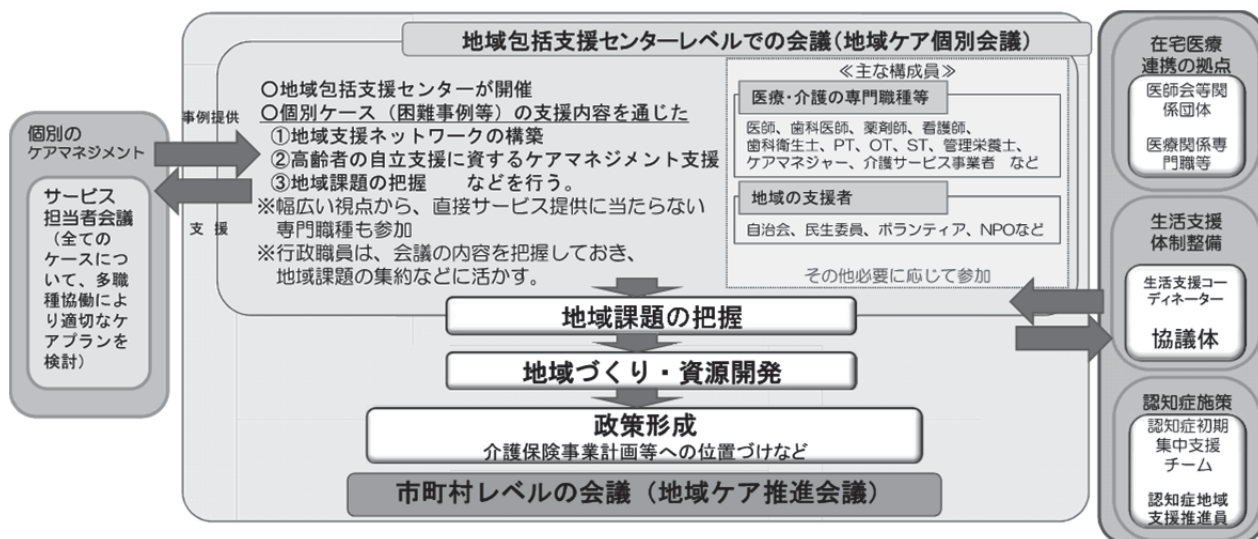 地域包括支援センターレベルでの会議(地域ケア個別会議)
事例提供
支 援
個別の
ケアマネジメント
サービス
担当者会議
(全ての
ケースにつ
いて、多職
種協働によ
り適切なケ
アプランを
検討)
○地域包括支援センターが開催
○個別ケース(困難事例等)の支援内容を通じた
①地域支援ネットワークの構築
②高齢者の自立支援に資するケアマネジメント支援
③地域課題の把握 などを行う。
※幅広い視点から、直接サービス提供に当たらない
専門職種も参加
※行政職員は、会議の内容を把握しておき、
地域課題の集約などに活かす。
≪主な構成員≫
医療・介護の専門職種等
医師、歯科医師、薬剤師、看護師、
歯科衛生士、PT、OT、ST、管理栄養士、
ケアマネジャー、介護サービス事業者 など
地域の支援者
自治会、民生委員、ボランティア、NPOなど
その他必要に応じて参加
地域課題の把握
地域づくり・資源開発
政策形成
介護保険事業計画等への位置づけなど
市町村レベルの会議(地域ケア推進会議)
在宅医療
連携の拠点
医師会等関
係団体
医療関係専
門職等
生活支援
体制整備
生活支援コー
ディネーター
協議体
認知症施策
認知症初期
集中支援
チーム
認知症地域
支援推進員